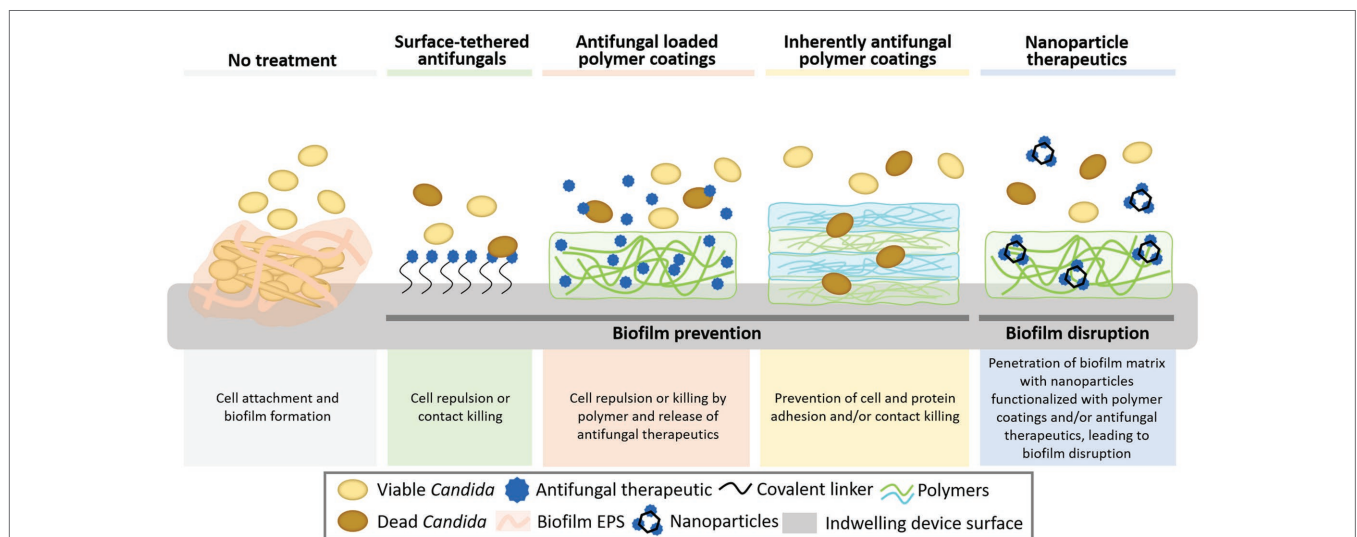 No treatment
Surface-tethered
antifungals
Antifungal loaded
polymer coatings
Inherently antifungal
polymer coatings
Nanoparticle
therapeutics
Biofilm prevention
Biofilm disruption
Cell attachment and
biofilm formation
Cell repulsion or
contact killing
Cell repulsion or killing by
polymer and release of
antifungal therapeutics
Prevention of cell and protein
adhesion and/or contact killing
Penetration of biofilm matrix
with nanoparticles
functionalized with polymer
coatings and/or antifungal
therapeutics, leading to
biofilm disruption
Viable Candida
Antifungal therapeutic
Covalent linker
Polymers
Dead Candida
Biofilm EPS
Nanoparticles
Indwelling device surface